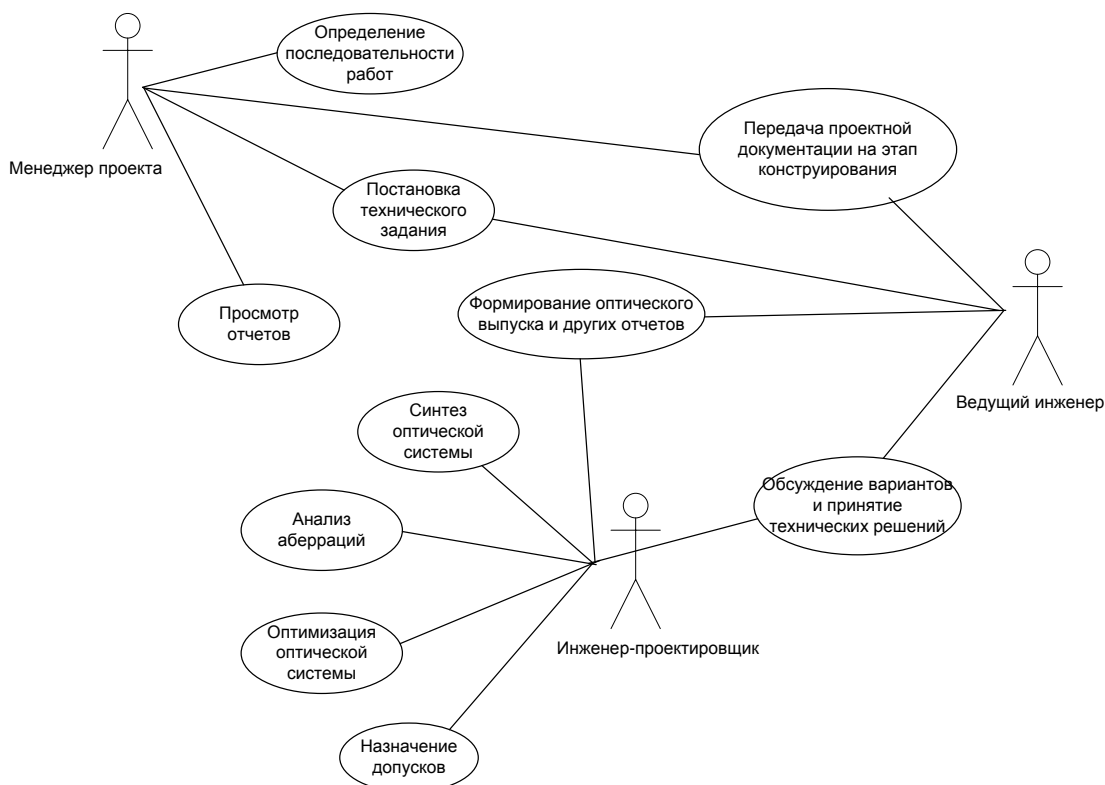 Определение
последовательности
работ
Менеджер проекта
Передача проектной
документации на этап
конструирования
Постановка
технического
задания
Просмотр
отчетов
Формирование оптического
выпуска и других отчетов
Ведущий инженер
Синтез
оптической
системы
Обсуждение вариантов
и принятие
технических решений
Анализ
аберраций
Инженер-проектировщик
Оптимизация
оптической
системы
Назначение
допусков